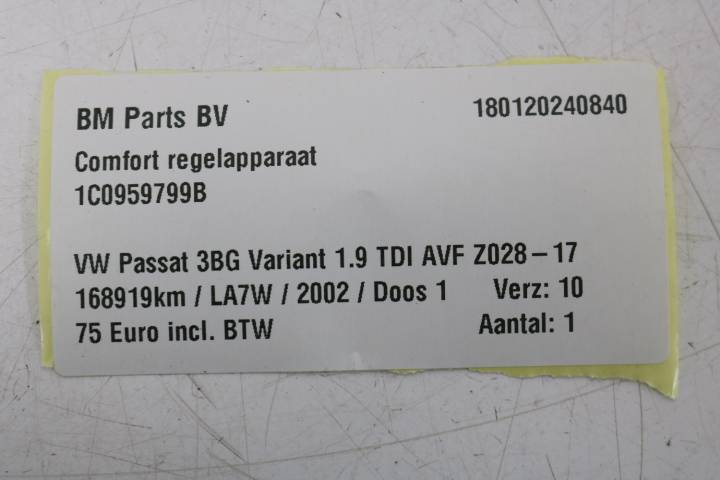 BM Parts BV 180120240840
Comfort regelapparaat
1C0959799B
VW Passat 3BG Variant 1.9 TDI AVF Z028-17
168919km / LA7W / 2002 / Doos 1 Verz: 10
75 Euro incl. BTW Aantal: 1